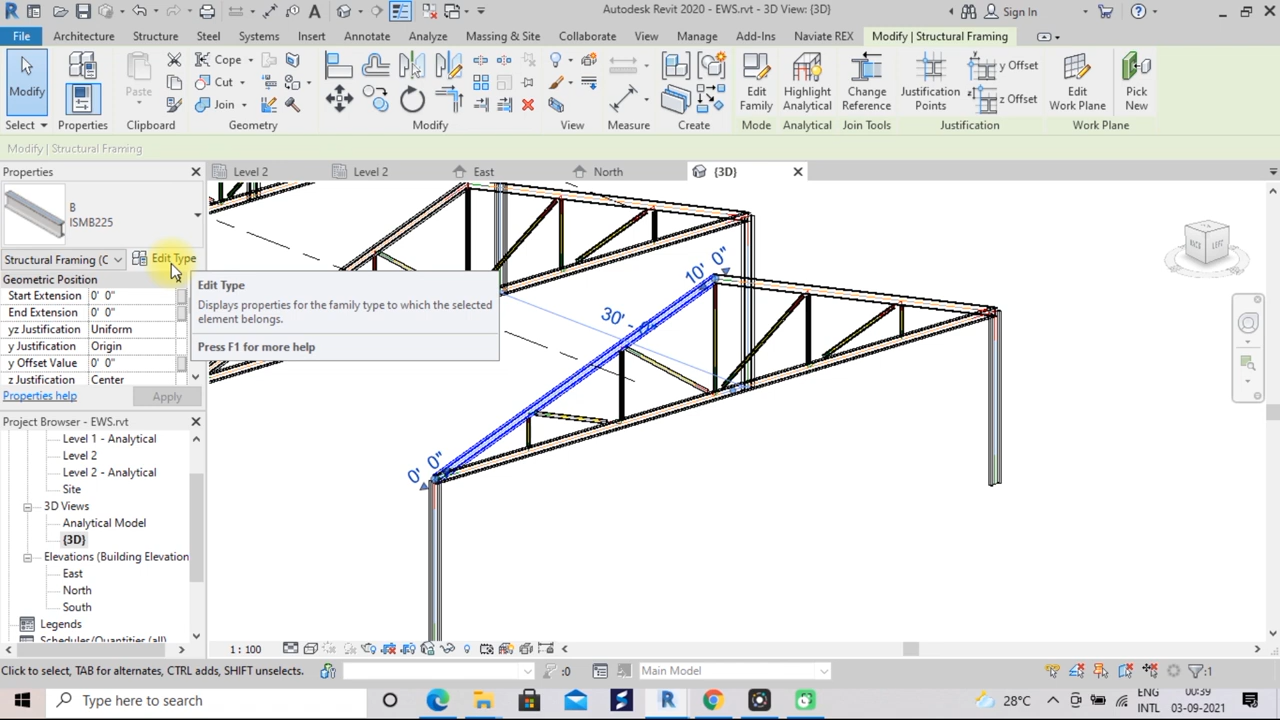 Autodesk Revit 2020 - EWS.rvt - 3D View: {3D}
Sign In
File Architecture Structure Steel Systems Insert Annotate Analyze Massing & Site Collaborate View Manage Add-Ins Naviate REX Modify | Structural Framing
Modify
Paste
Cope
Cut
Join
Edit Family
Highlight Analytical
Change Reference
Justification Points
y Offset
z Offset
Edit Work Plane
Pick New
Select Properties Clipboard Geometry Modify View Measure Create Mode Analytical Join Tools Justification Work Plane
Modify | Structural Framing
Properties
Level 2 Level 2 East North {3D}
B
ISMB225
Structural Framing (C
Edit Type
Geometric Position
Start Extension 0' 0"
End Extension 0' 0"
yz Justification Uniform
y Justification Origin
y Offset Value 0' 0"
z Justification Center
Properties help
Apply
Edit Type
Displays properties for the family type to which the selected
element belongs.
Press F1 for more help
10' 0"
0' 0"
BACK LEFT
Project Browser - EWS.rvt
Level 1 - Analytical
Level 2
Level 2 - Analytical
Site
3D Views
Analytical Model
{3D}
Elevations (Building Elevation
East
North
South
Legends
Schedules/Quantities (all)
1 : 100
Click to select, TAB for alternates, CTRL adds, SHIFT unselects.
:0
Main Model
:1
Type here to search
28°C
ENG
INTL
00:39
03-09-2021